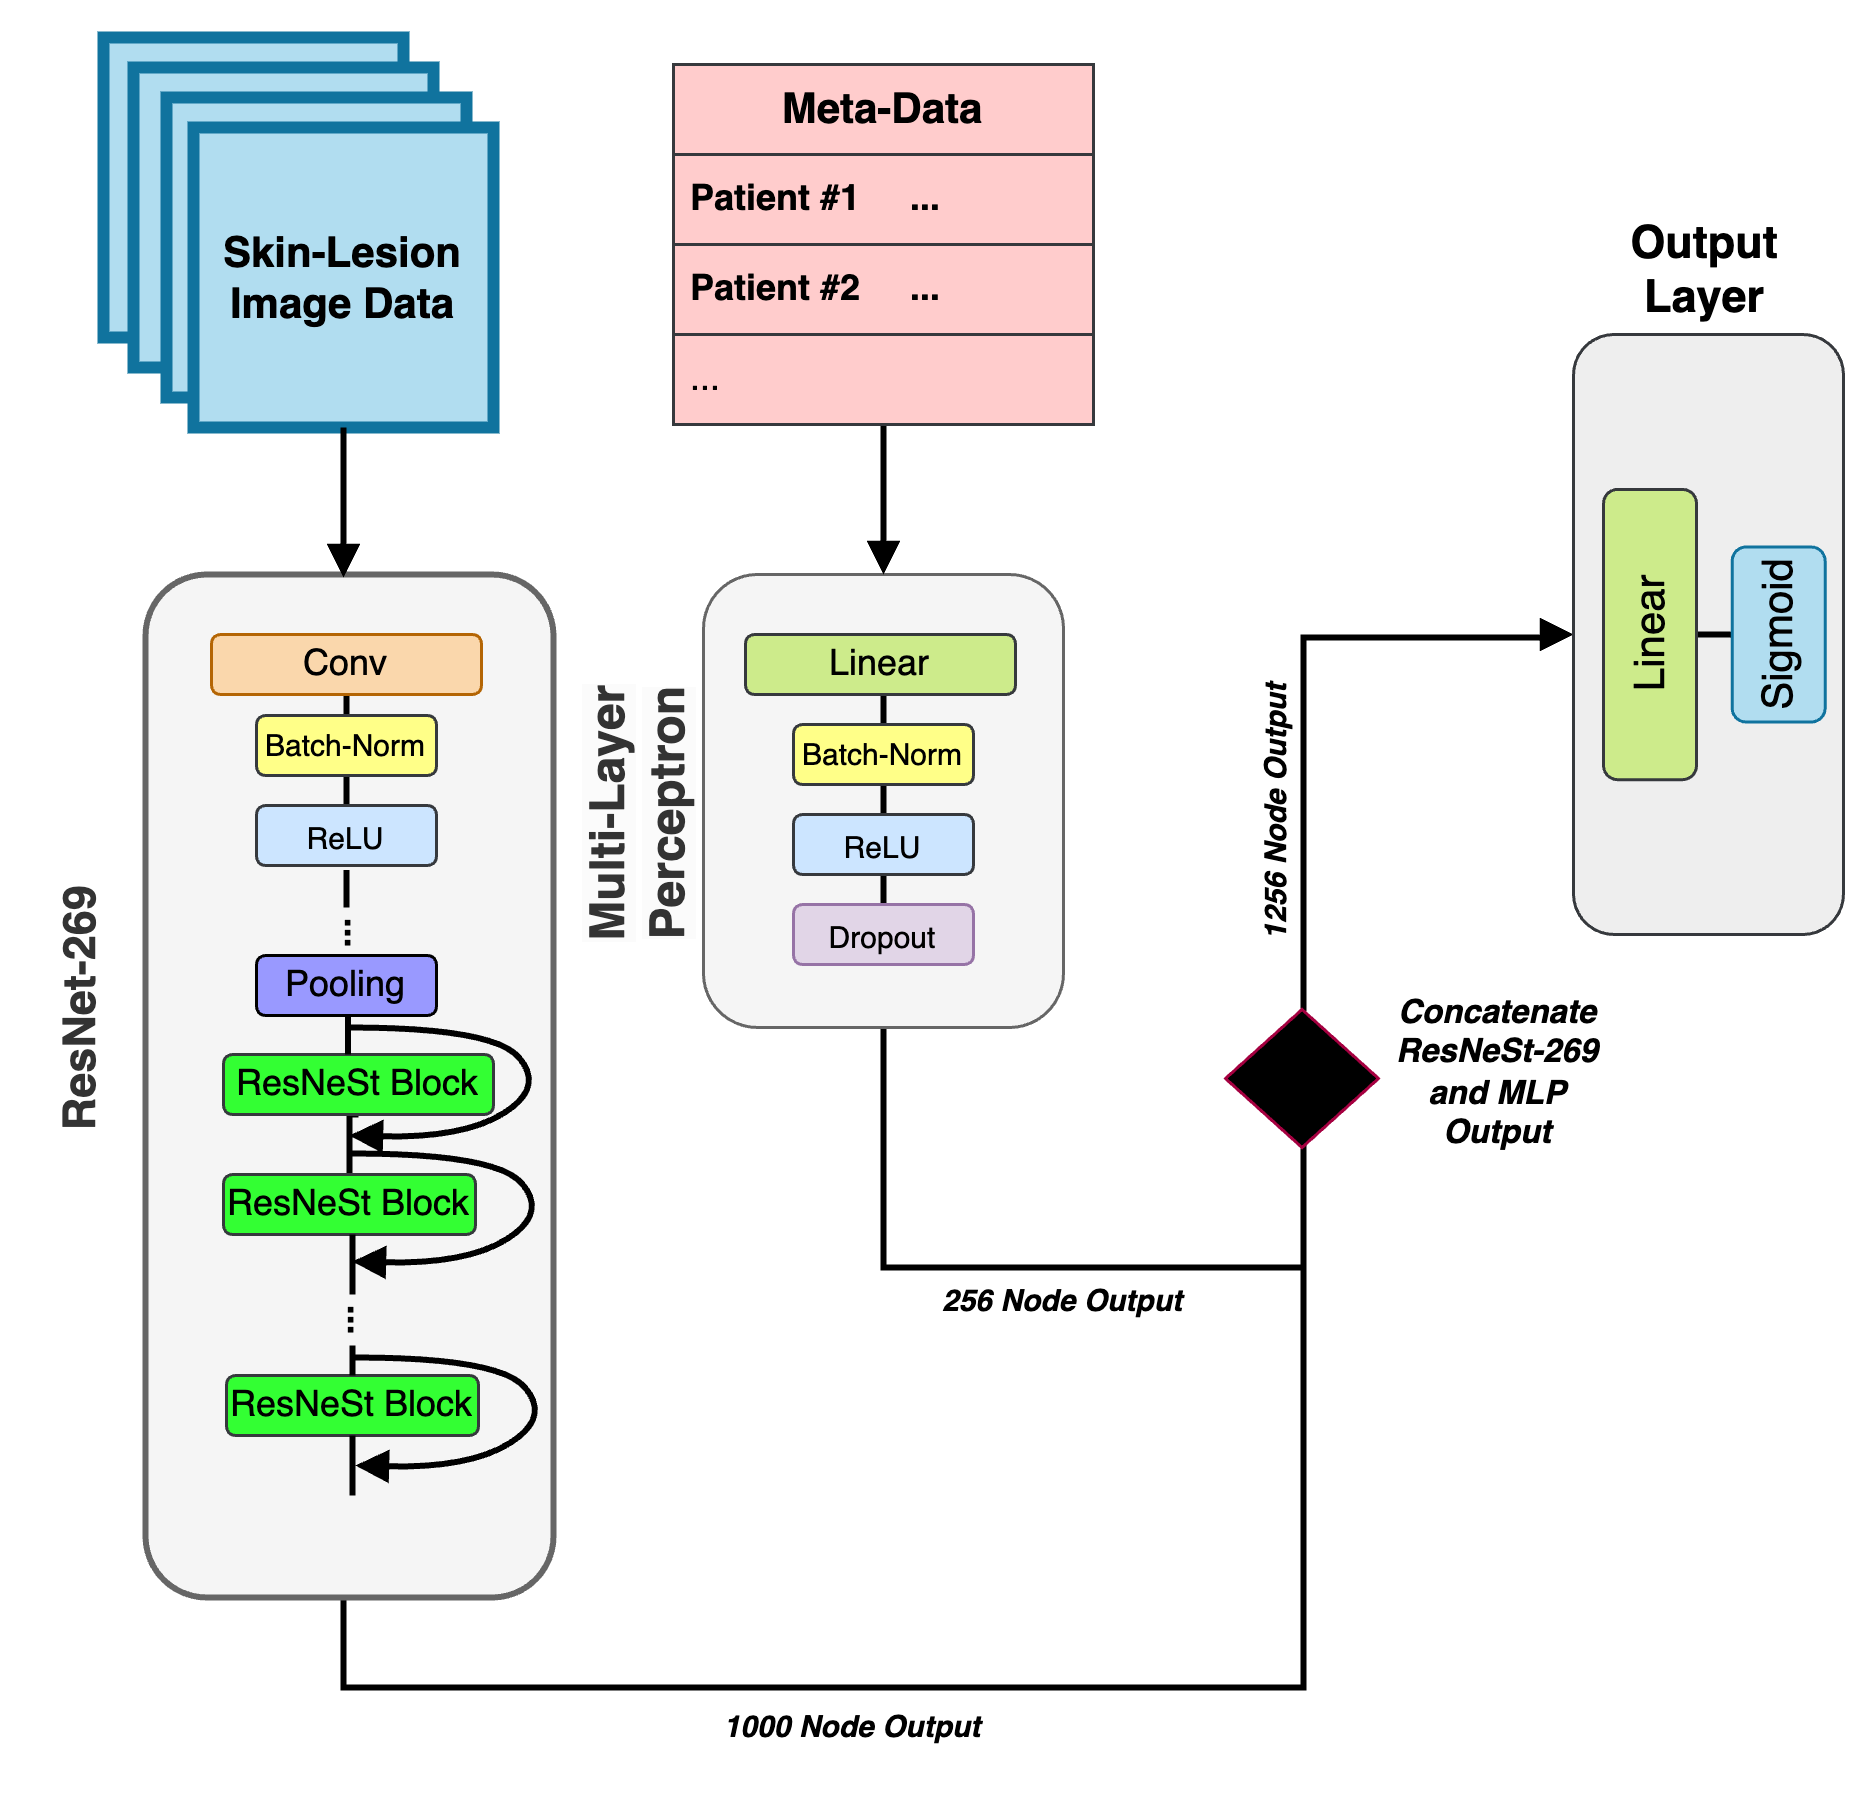 Skin-Lesion
Image Data
Meta-Data
Patient #1 ...
Patient #2 ...
...
Output
Layer
ResNet-269
Conv
Batch-Norm
ReLU
...
Pooling
ResNeSt Block
ResNeSt Block
...
ResNeSt Block
Multi-Layer
Perceptron
Linear
Batch-Norm
ReLU
Dropout
Linear
Sigmoid
1256 Node Output
Concatenate
ResNeSt-269
and MLP
Output
256 Node Output
1000 Node Output